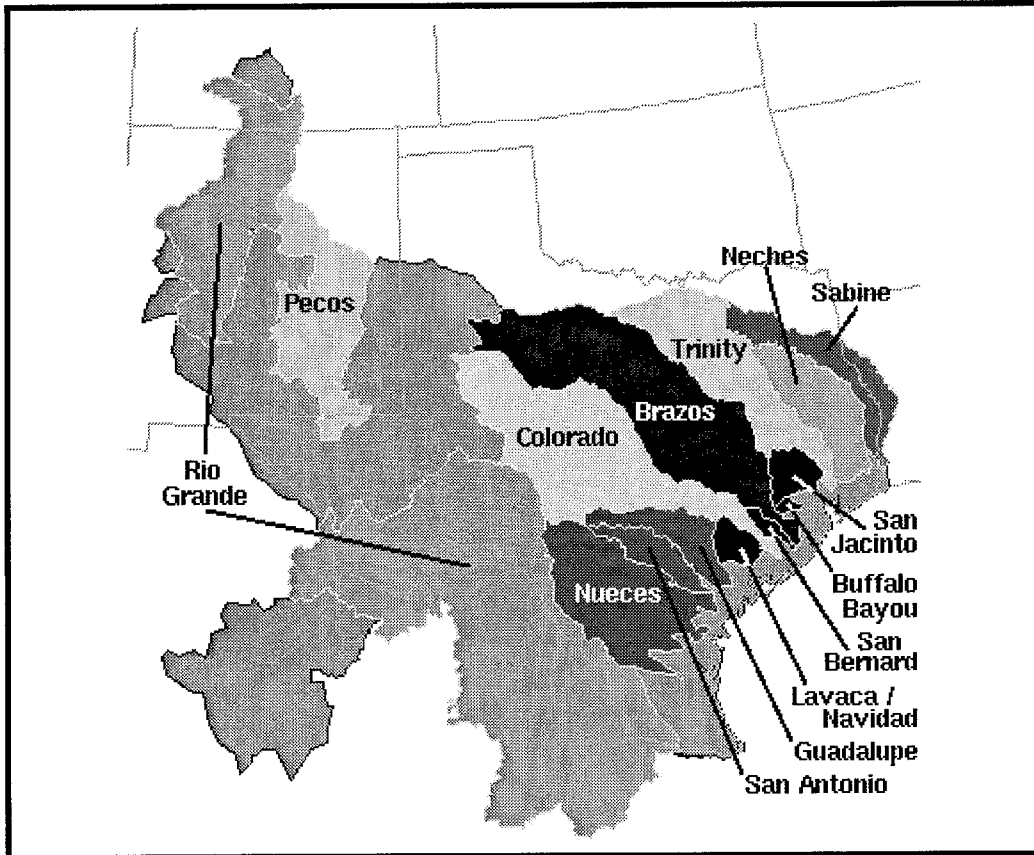 Neches
Sabine
Pecos
Trinity
Brazos
Colorado
Rio
Grande
San
Jacinto
Buffalo
Bayou
Nueces
San
Bernard
Lavaca /
Navidad
Guadalupe
San Antonio